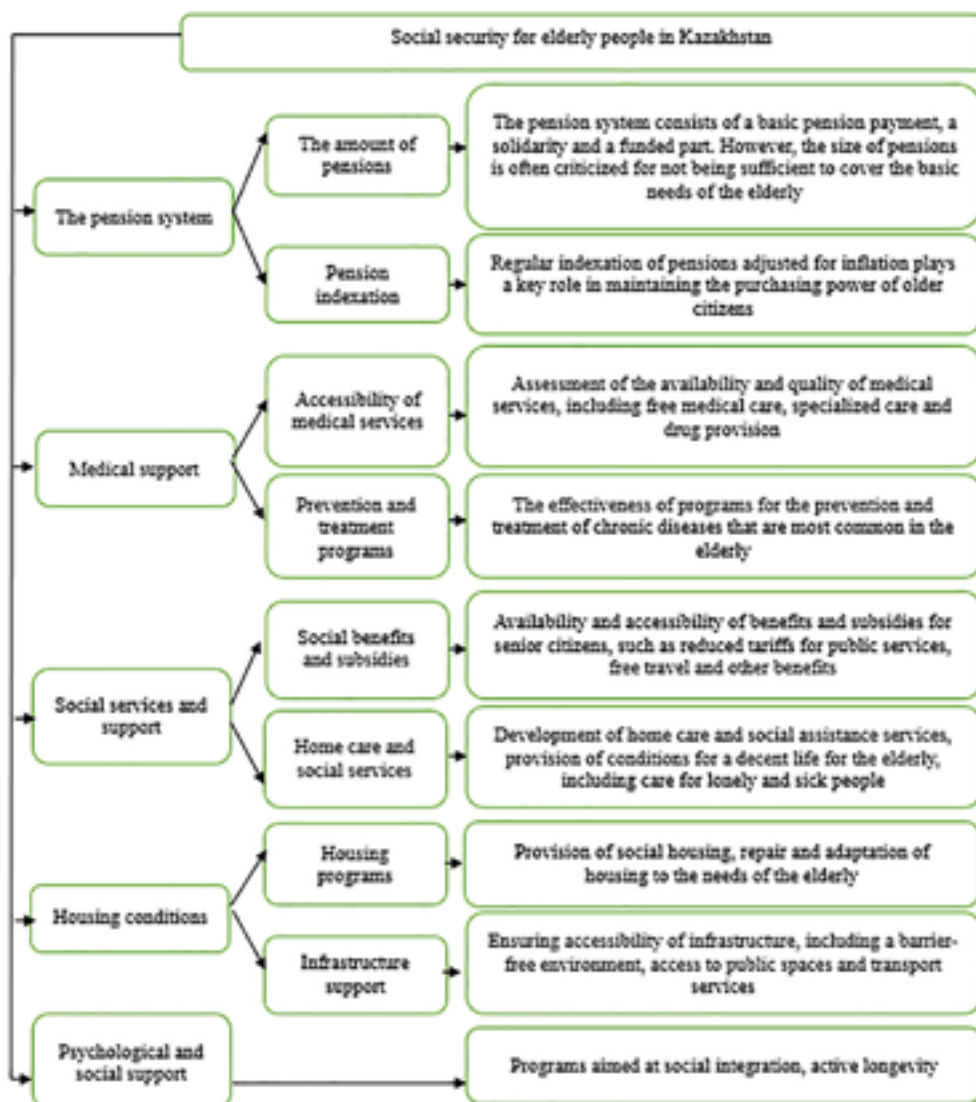 Social security for elderly people in Kazakhstan
The pension system
The amount of
pensions
The pension system consists of a basic pension payment, a
solidarity and a funded part. However, the size of pensions
is often criticized for not being sufficient to cover the basic
needs of the elderly
Pension
indexation
Regular indexation of pensions adjusted for inflation plays
a key role in maintaining the purchasing power of older
citizens
Medical support
Accessibility of
medical services
Assessment of the availability and quality of medical
services, including free medical care, specialized care and
drug provision
Prevention and
treatment
programs
The effectiveness of programs for the prevention and
treatment of chronic diseases that are most common in the
elderly
Social services and
support
Social benefits
and subsidies
Availability and accessibility of benefits and subsidies for
senior citizens, such as reduced tariffs for public services,
free travel and other benefits
Home care and
social services
Development of home care and social assistance services,
provision of conditions for a decent life for the elderly,
including care for lonely and sick people
Housing conditions
Housing
programs
Provision of social housing, repair and adaptation of
housing to the needs of the elderly
Infrastructure
support
Ensuring accessibility of infrastructure, including a barrier-
free environment, access to public spaces and transport
services
Psychological and
social support
Programs aimed at social integration, active longevity